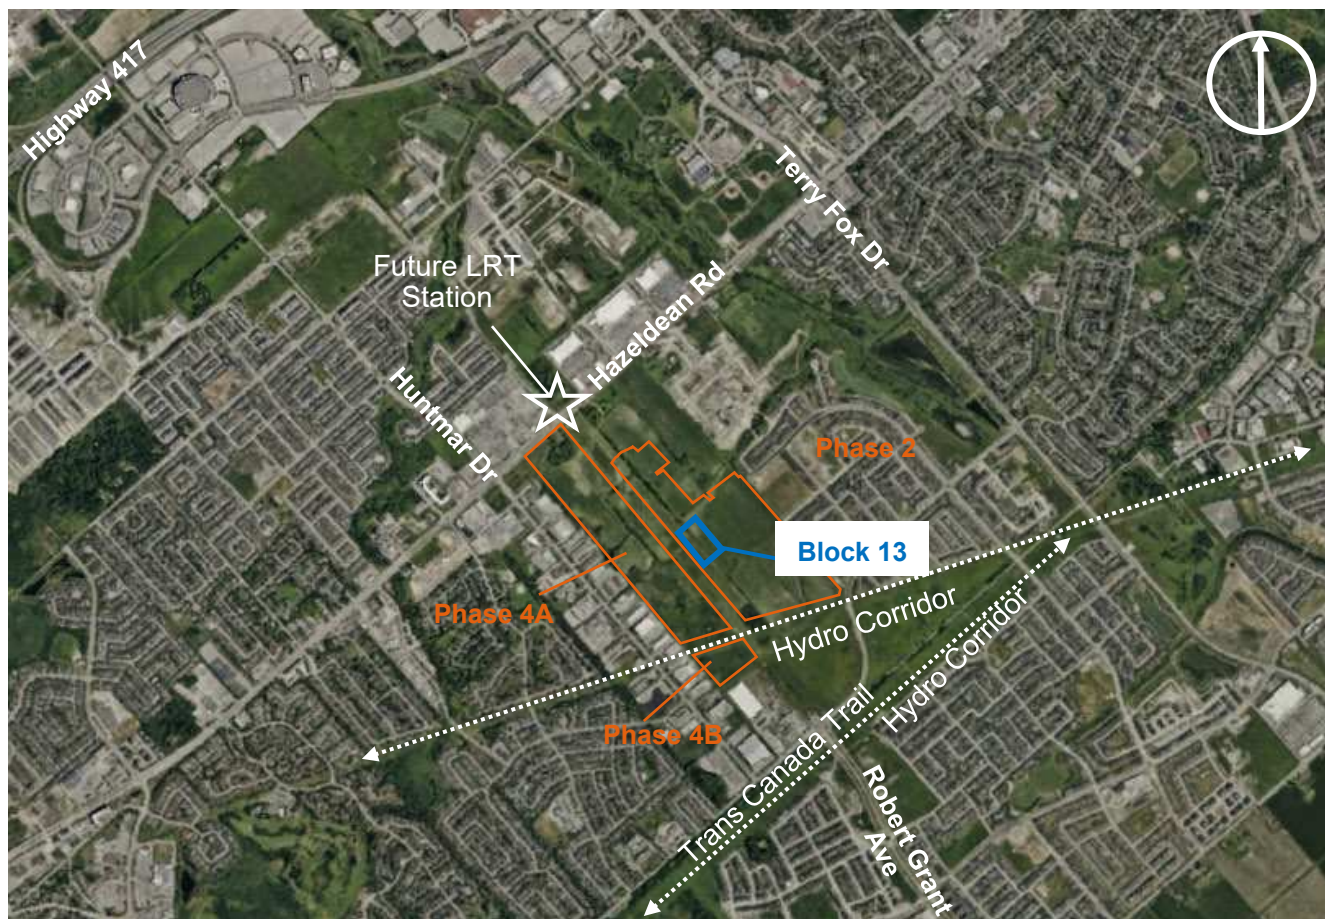 Highway 417
Terry Fox Dr
Future LRT
Station
Hazeldean Rd
Huntmar Dr
Phase 2
Block 13
Phase 4A
Hydro Corridor
Hydro Corridor
Phase 4B
Trans Canada Trail
Robert Grant
Ave